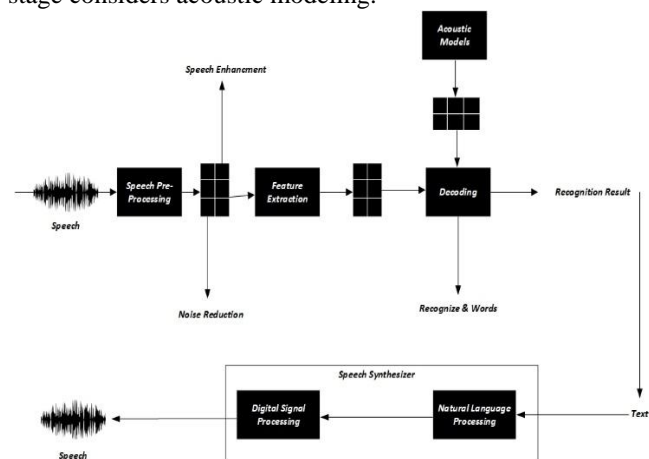 stage considers acoustic modeling.
Acoustic
Models
Speech Enhancment
Speech Pre-
Processing
Feature
Extraction
Decoding
Recognition Result
Speech
Noise Reduction
Recognize & Words
Speech Synthesizer
Digital Signal
Processing
Natural Language
Processing
Text
Speech